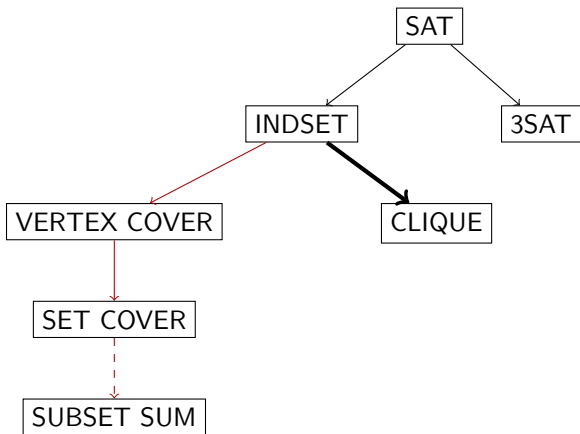 SAT
INDSET
3SAT
VERTEX COVER
CLIQUE
SET COVER
SUBSET SUM